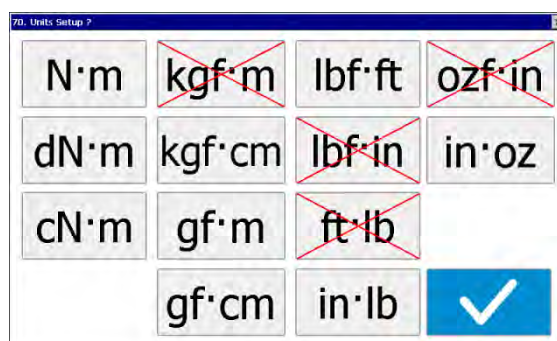 70. Units Setup ?
N·m kgf·m lbf·ft ozf·in
dN·m kgf·cm lbf·in in·oz
cN·m gf·m ft·lb
gf·cm in·lb